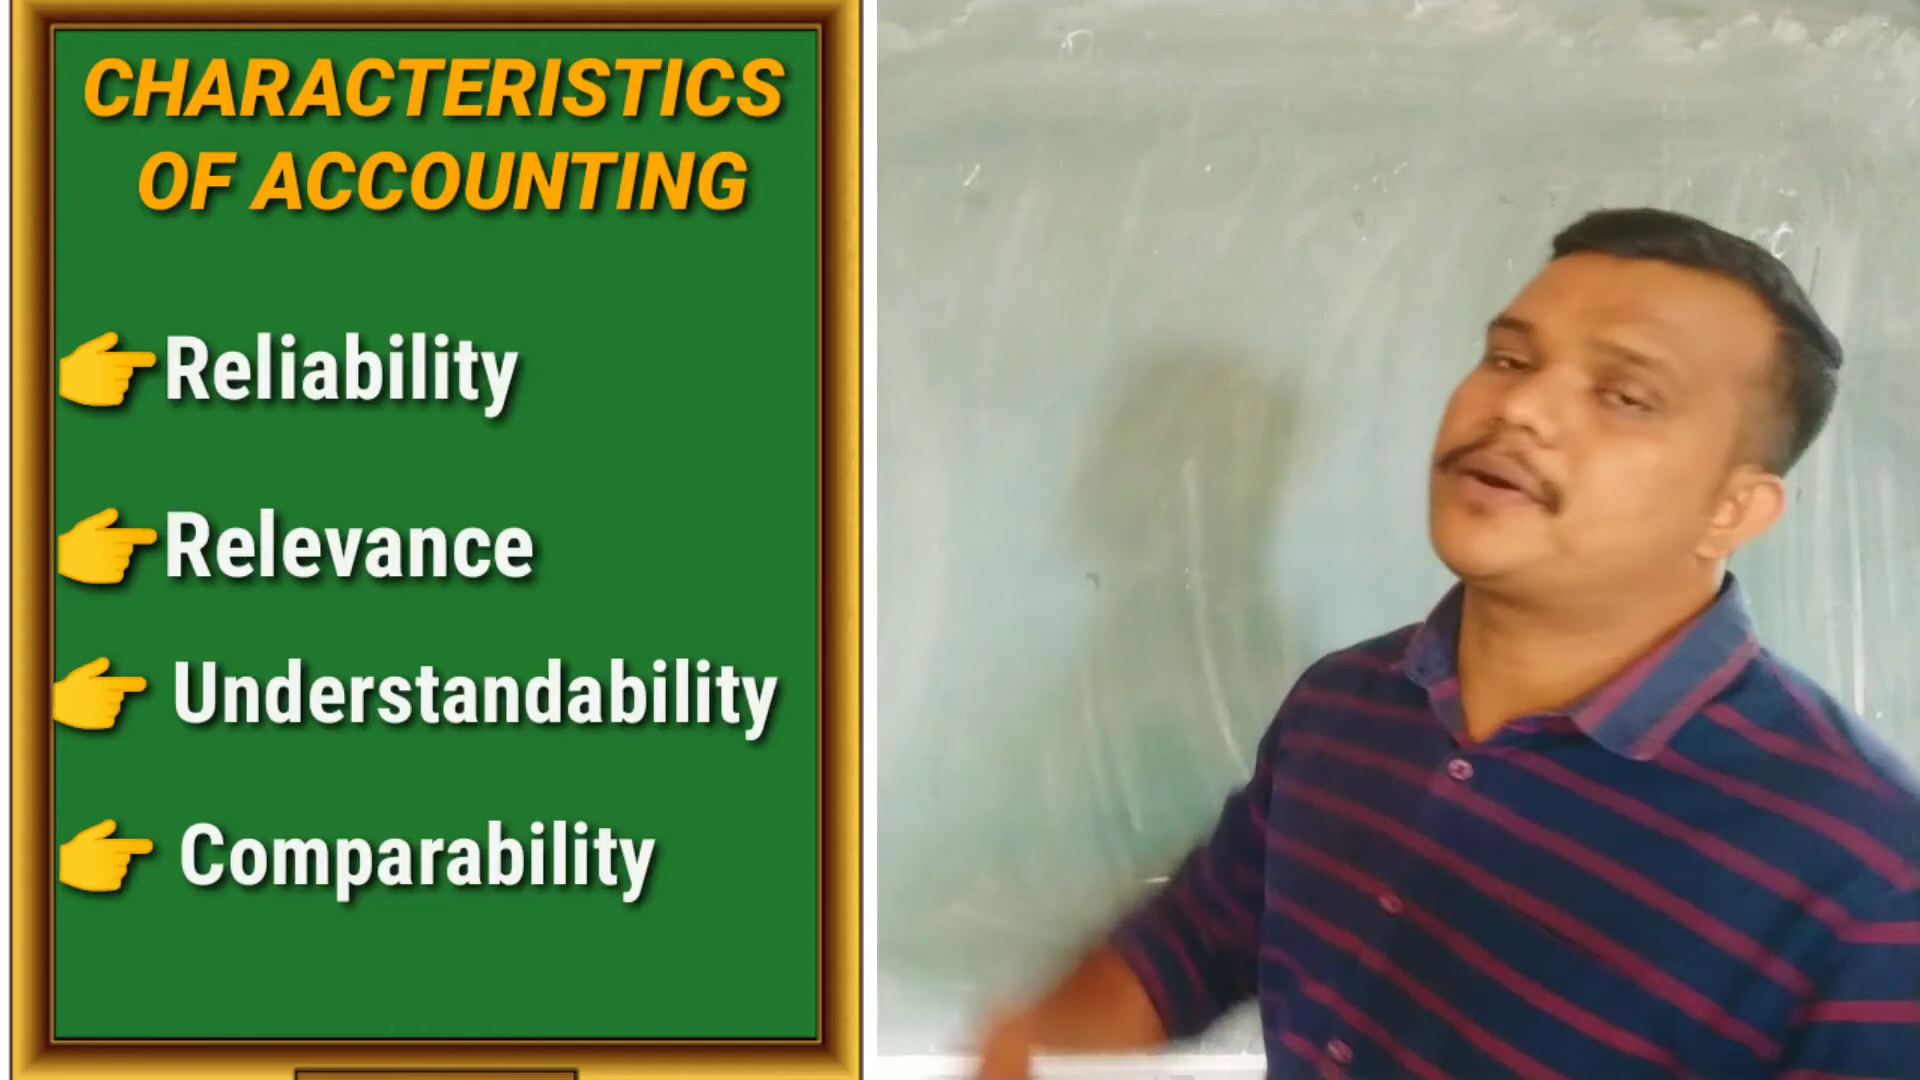 CHARACTERISTICS
OF ACCOUNTING
👉Reliability
👉Relevance
👉 Understandability
👉 Comparability